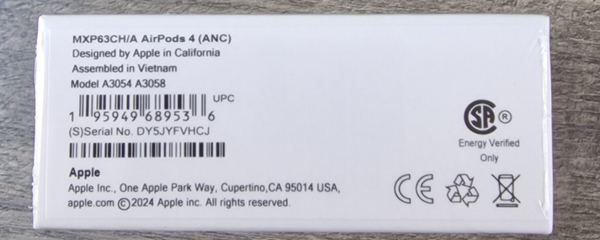 MXP63CH/A AirPods 4 (ANC)
Designed by Apple in California
Assembled in Vietnam
Model A3054 A3058
UPC
1 95949 68953 6
(S)Serial No. DY5JYFVHCJ
Apple
Apple Inc., One Apple Park Way, Cupertino,CA 95014 USA,
apple.com ©2024 Apple inc. All rights reserved.
SA ®
Energy Verified
Only
CE